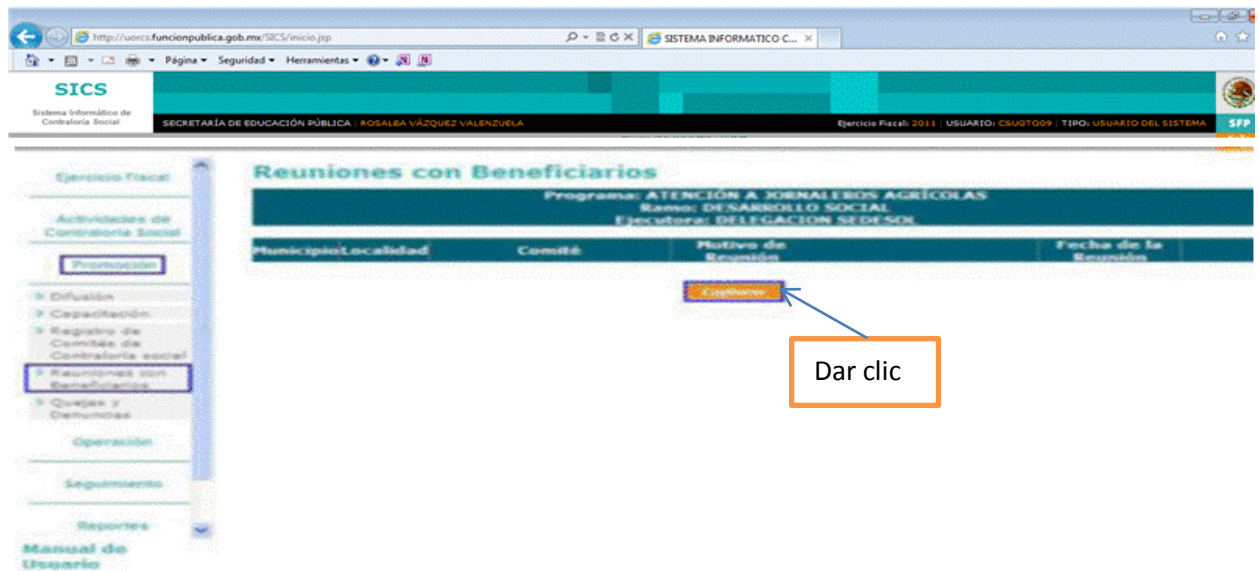 http://uorcs.funcionpublica.gob.mx/SICS/inicio.jsp
SISTEMA INFORMATICO C...
Página Seguridad Herramientas
SICS
Sistema Informático de
Contraloría Social
SECRETARÍA DE EDUCACIÓN PÚBLICA | ROSALBA VÁZQUEZ VALENZUELA
Ejercicio Fiscal: 2011 | USUARIO: CSUGTO09 | TIPO: USUARIO DEL SISTEMA
SFP
Ejercicio Fiscal
Actividades de
Contraloría Social
Promoción
Difusión
Capacitación
Registro de
Comités de
Contraloría social
Reuniones con
Beneficiarios
Quejas y
Denuncias
Operación
Seguimiento
Reportes
Manual de
Usuario
Reuniones con Beneficiarios
Programa: ATENCIÓN A JORNALEROS AGRÍCOLAS
Ramo: DESARROLLO SOCIAL
Ejecutora: DELEGACION SEDESOL
Municipio Localidad Comité Motivo de Reunión Fecha de la Reunión
Capturar
Dar clic